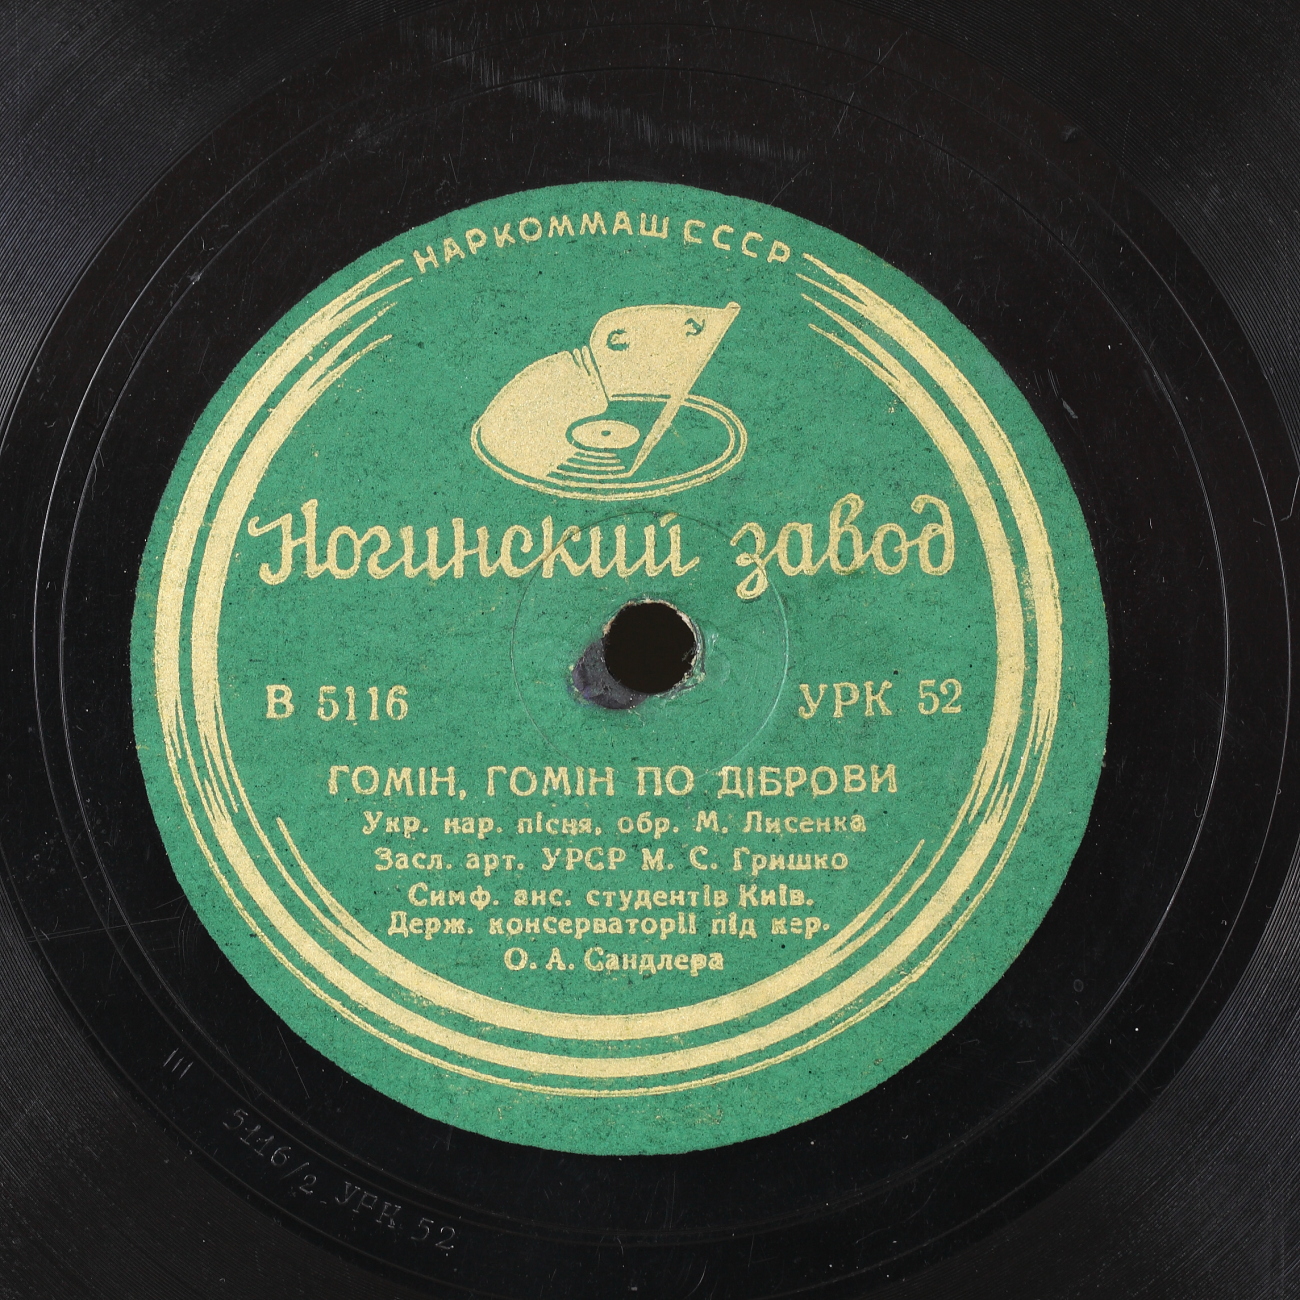 НАРКОММАШ СССР
Ногинский завод
В 5116 УРК 52
ГОМІН, ГОМІН ПО ДІБРОВИ
Укр. нар. пісня, обр. М. Лисенка
Засл. арт. УРСР М. С. Гришко
Симф. анс. студентів Київ.
Держ. консерваторії під кер.
О. А. Сандлера
III
5116/2 УРК 52